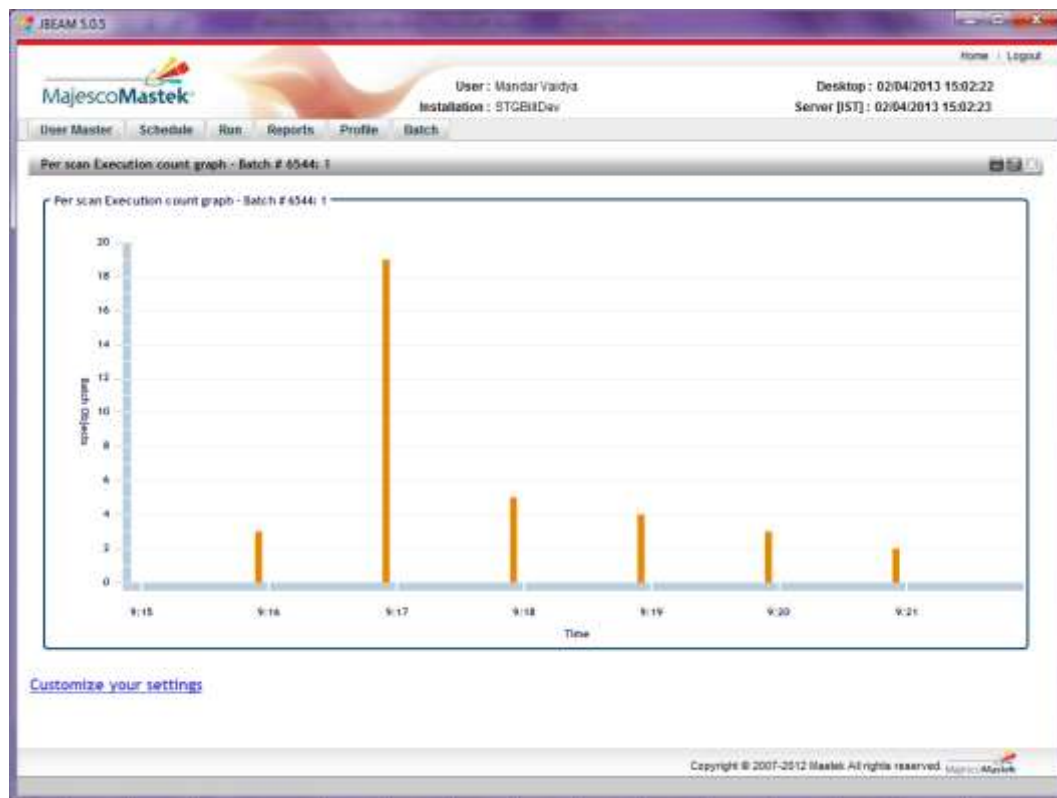 JBEAM 5.0.5
Home | Logout
MajescoMastek
User : Mandar Vaidya
Desktop : 02/04/2013 15:02:22
Installation : STGBillDev
Server [IST] : 02/04/2013 15:02:23
User Master Schedule Run Reports Profile Batch
Per scan Execution count graph - Batch # 6544: 1
Per scan Execution count graph - Batch # 6544: 1
20
18
16
14
12
10
8
6
4
2
0
Batch Objects
9:15 9:16 9:17 9:18 9:19 9:20 9:21
Time
Customize your settings
Copyright © 2007-2012 Mastek All rights reserved. MajescoMastek